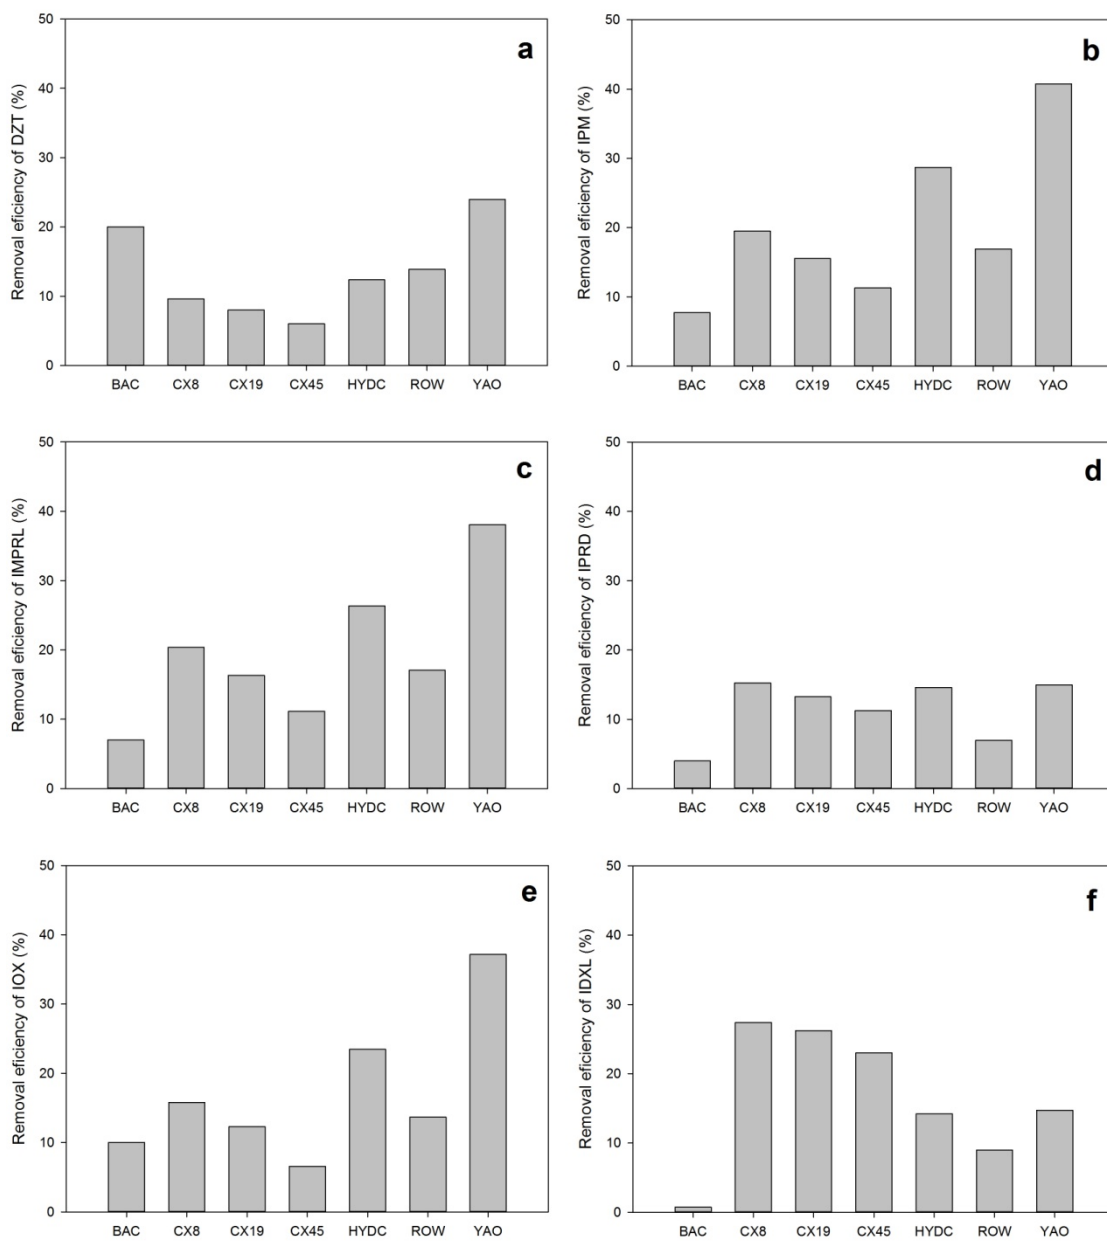 a
Removal eficiency of DZT (%)
50
40
30
20
10
0
BAC CX8 CX19 CX45 HYDC ROW YAO
b
Removal eficiency of IPM (%)
50
40
30
20
10
0
BAC CX8 CX19 CX45 HYDC ROW YAO
c
Removal eficiency of IMPRL (%)
50
40
30
20
10
0
BAC CX8 CX19 CX45 HYDC ROW YAO
d
Removal eficiency of IPRD (%)
50
40
30
20
10
0
BAC CX8 CX19 CX45 HYDC ROW YAO
e
Removal eficiency of IOX (%)
50
40
30
20
10
0
BAC CX8 CX19 CX45 HYDC ROW YAO
f
Removal eficiency of IDXL (%)
50
40
30
20
10
0
BAC CX8 CX19 CX45 HYDC ROW YAO